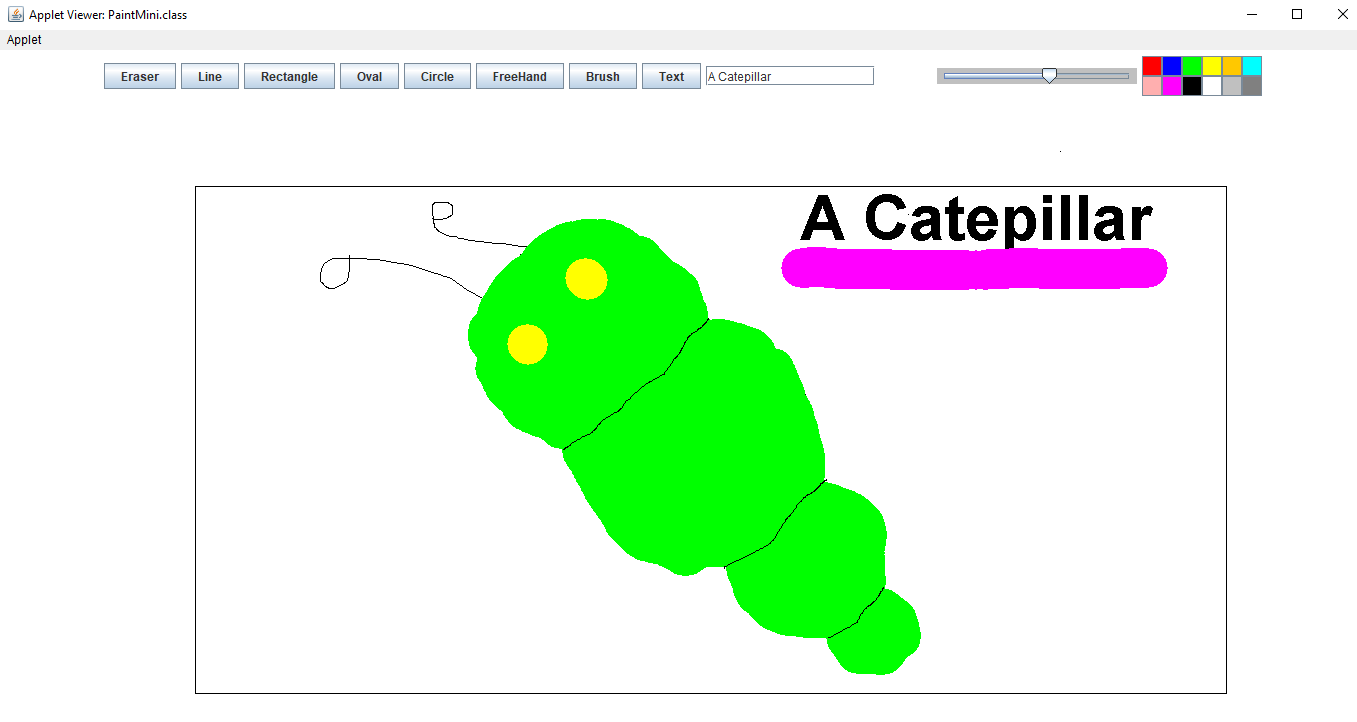 Applet Viewer: PaintMini.class
Applet
Eraser Line Rectangle Oval Circle FreeHand Brush Text A Catepillar
A Catepillar